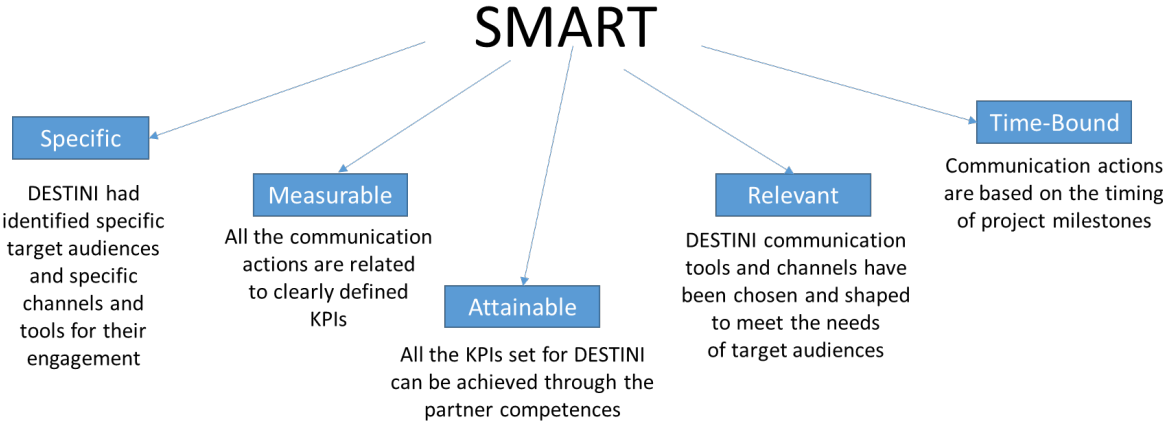 SMART
Specific
DESTINI had
identified specific
target audiences
and specific
channels and
tools for their
engagement
Measurable
All the communication
actions are related
to clearly defined
KPIs
Attainable
All the KPIs set for DESTINI
can be achieved through the
partner competences
Relevant
DESTINI communication
tools and channels have
been chosen and shaped
to meet the needs
of target audiences
Time-Bound
Communication actions
are based on the timing
of project milestones